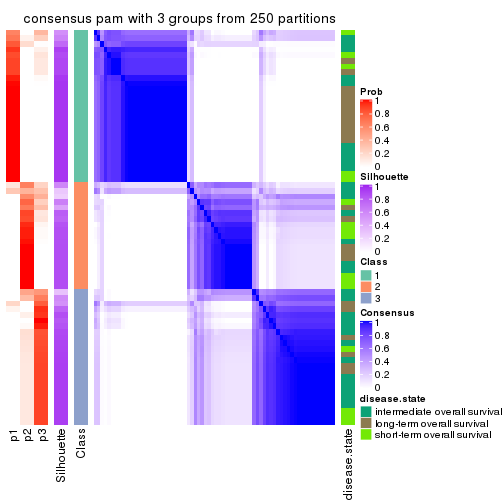 consensus pam with 3 groups from 250 partitions
Prob
1
0.8
0.6
0.4
0.2
0
Silhouette
1
0.8
0.6
0.4
0.2
0
Class
1
2
3
Consensus
1
0.8
0.6
0.4
0.2
0
disease.state
intermediate overall survival
long-term overall survival
short-term overall survival
p1
p2
p3
Silhouette
Class
disease.state